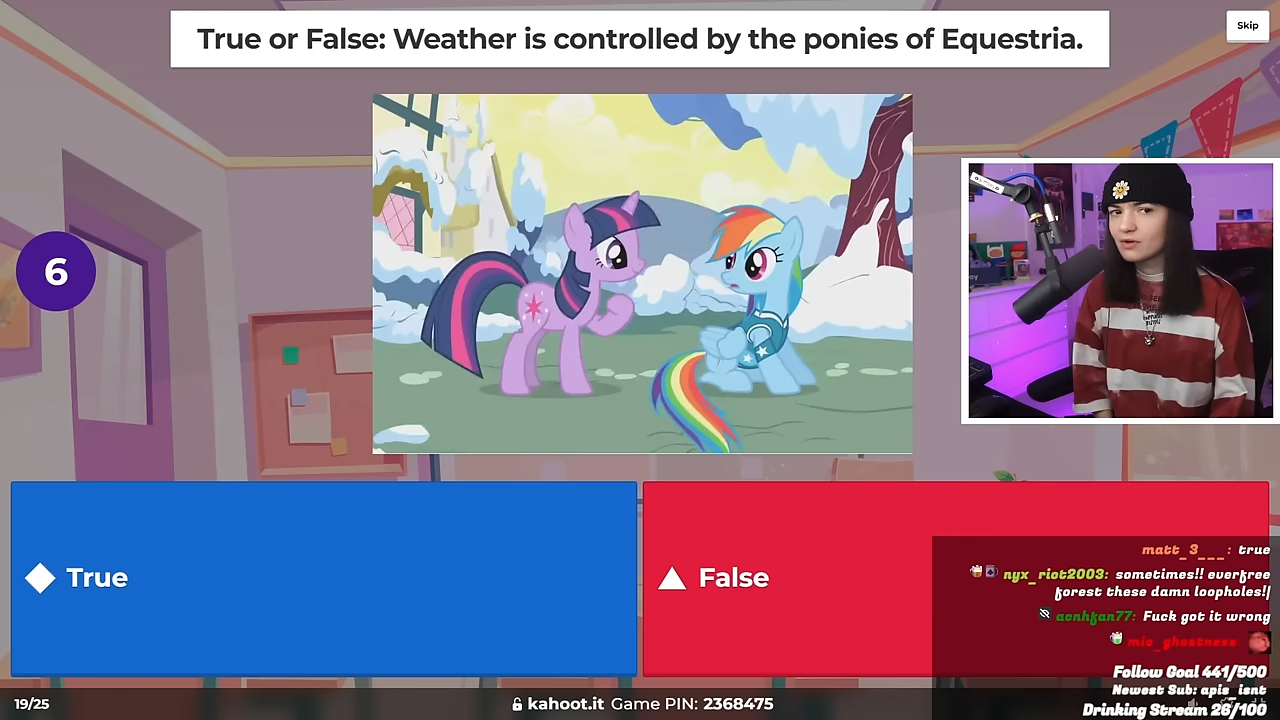 True or False: Weather is controlled by the ponies of Equestria.
Skip
6
True
False
matt_3___: true
nyx_riot2003: sometimes!! everfree
forest these damn loopholes!
aonhfan77: Fuck got it wrong
Follow Goal 441/500
Newest Sub: apis_isnt
Drinking Stream 26/100
19/25
kahoot.it Game PIN: 2368475